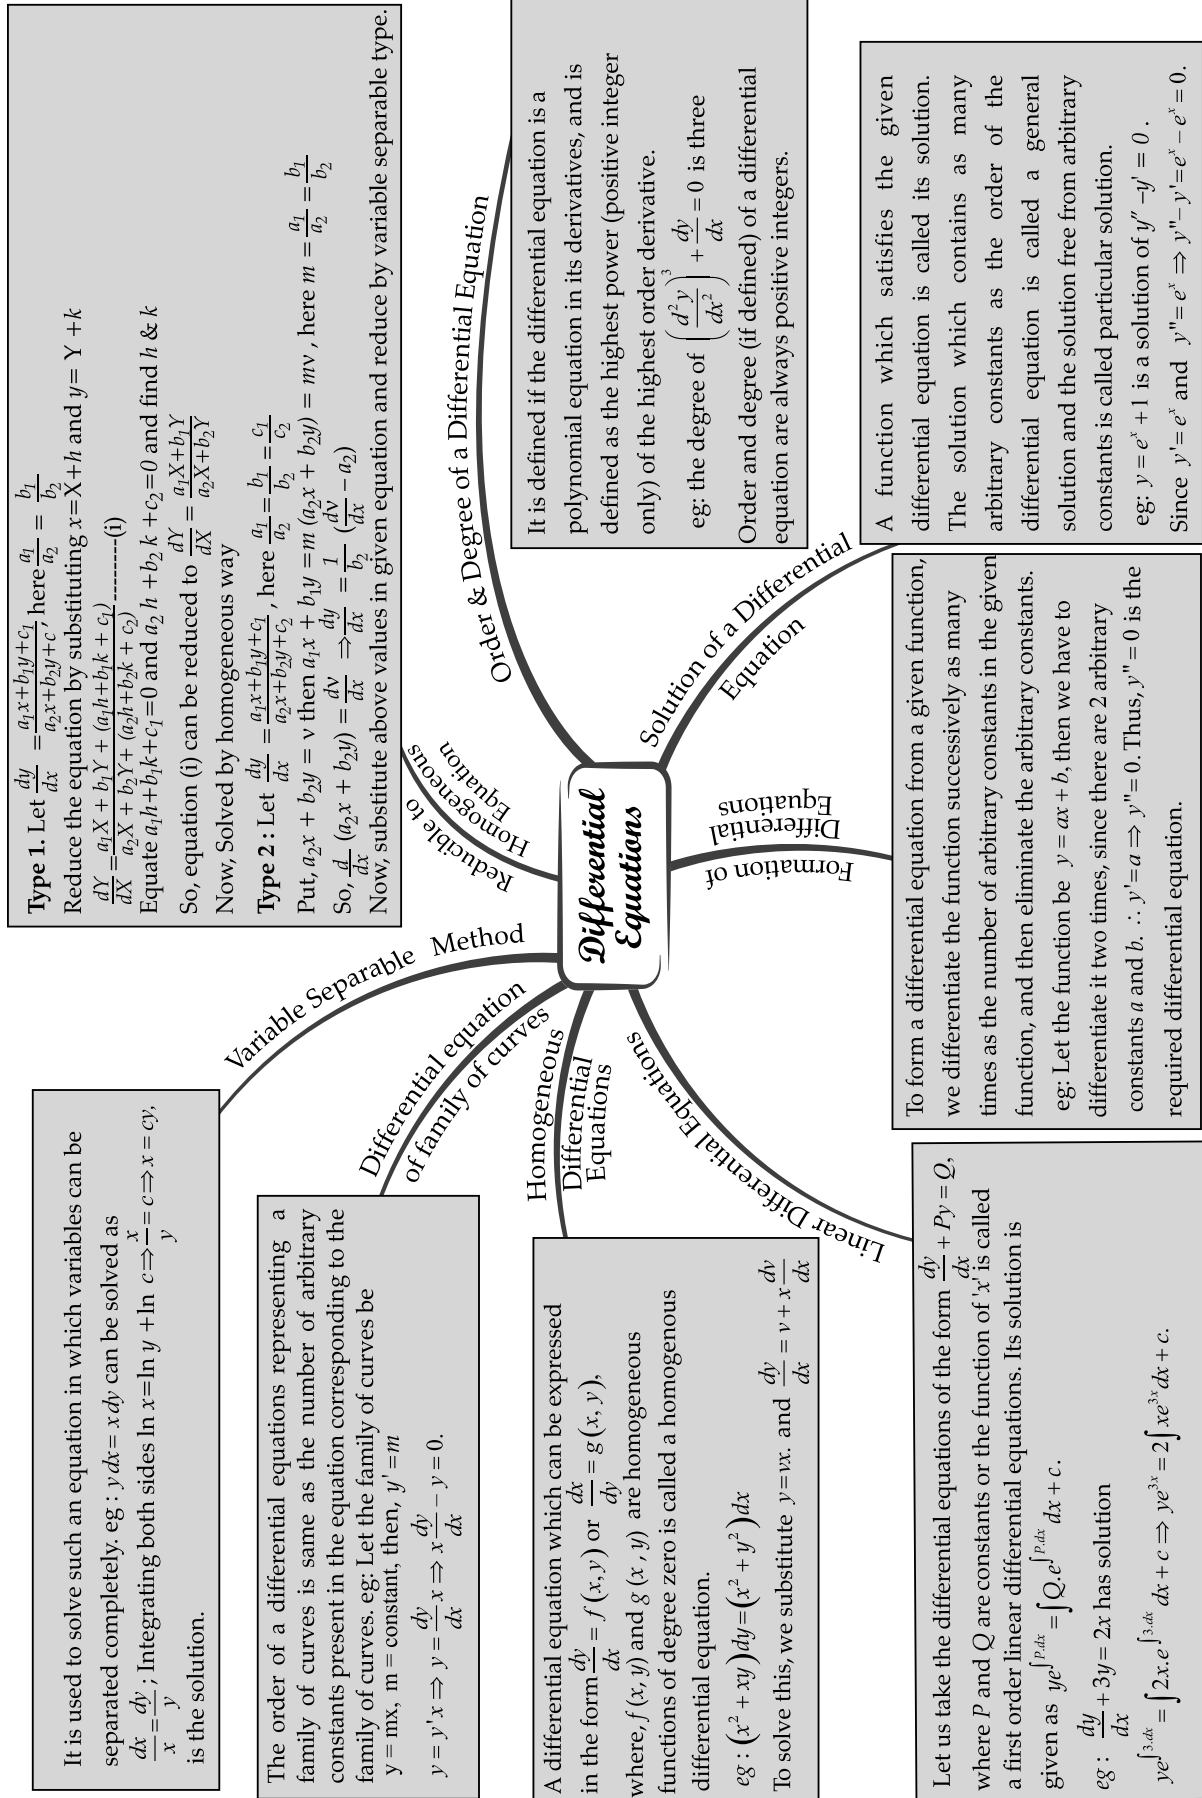 Differential
Equations
Order & Degree of a Differential Equation
It is defined if the differential equation is a
polynomial equation in its derivatives, and is
defined as the highest power (positive integer
only) of the highest order derivative.
eg: the degree of (d²y/dx²)³ + dy/dx = 0 is three
Order and degree (if defined) of a differential
equation are always positive integers.
Solution of a Differential
Equation
A function which satisfies the given
differential equation is called its solution.
The solution which contains as many
arbitrary constants as the order of the
differential equation is called a general
solution and the solution free from arbitrary
constants is called particular solution.
eg: y = eˣ + 1 is a solution of y'' –y' = 0 .
Since y'= eˣ and y''= eˣ ⇒ y''– y'=eˣ – eˣ = 0.
Formation of
Differential
Equations
To form a differential equation from a given function,
we differentiate the function successively as many
times as the number of arbitrary constants in the given
function, and then eliminate the arbitrary constants.
eg: Let the function be y = ax + b, then we have to
differentiate it two times, since there are 2 arbitrary
constants a and b. ∴ y'=a ⇒ y''= 0. Thus, y'' = 0 is the
required differential equation.
Linear Differential Equations
Let us take the differential equations of the form dy/dx + Py = Q,
where P and Q are constants or the function of 'x' is called
a first order linear differential equations. Its solution is
given as ye^∫P.dx = ∫Q.e^∫P.dx dx + c.
eg : dy/dx + 3y = 2x has solution
ye^∫3.dx = ∫2x.e^∫3.dx dx + c ⇒ ye³ˣ = 2∫xe³ˣ dx + c.
Homogeneous
Differential
Equations
A differential equation which can be expressed
in the form dy/dx = f (x, y) or dx/dy = g (x, y),
where, f (x, y) and g (x , y) are homogeneous
functions of degree zero is called a homogenous
differential equation.
eg : (x² + xy)dy=(x² + y²)dx
To solve this, we substitute y=vx. and dy/dx = v + x dv/dx
Differential equation
of family of curves
The order of a differential equations representing a
family of curves is same as the number of arbitrary
constants present in the equation corresponding to the
family of curves. eg: Let the family of curves be
y = mx, m = constant, then, y' =m
y = y'x ⇒ y = dy/dx x ⇒ x dy/dx – y = 0.
Variable Separable Method
It is used to solve such an equation in which variables can be
separated completely. eg : y dx= x dy can be solved as
dx/x = dy/y ; Integrating both sides ln x=ln y +ln c⇒ x/y = c⇒x = cy,
is the solution.
Reducible to
Homogeneous
Equation
Type 1. Let dy/dx = a₁x+b₁y+c₁/a₂x+b₂y+c', here a₁/a₂ = b₁/b₂
Reduce the equation by substituting x=X+h and y= Y +k
dY/dX = a₁X + b₁Y + (a₁h+b₁k + c₁)/a₂X + b₂Y+ (a₂h+b₂k + c₂) ---------(i)
Equate a₁h+b₁k+c₁=0 and a₂ h +b₂ k +c₂=0 and find h & k
So, equation (i) can be reduced to dY/dX = a₁X+b₁Y/a₂X+b₂Y
Now, Solved by homogeneous way
Type 2 : Let dy/dx = a₁x+b₁y+c₁/a₂x+b₂y+c₂ , here a₁/a₂ = b₁/b₂ = c₁/c₂
Put, a₂x + b₂y = v then a₁x + b₁y =m (a₂x + b₂y) = mv , here m = a₁/a₂ = b₁/b₂
So, d/dx (a₂x + b₂y) = dv/dx ⇒ dy/dx = 1/b₂ (dv/dx – a₂)
Now, substitute above values in given equation and reduce by variable separable type.